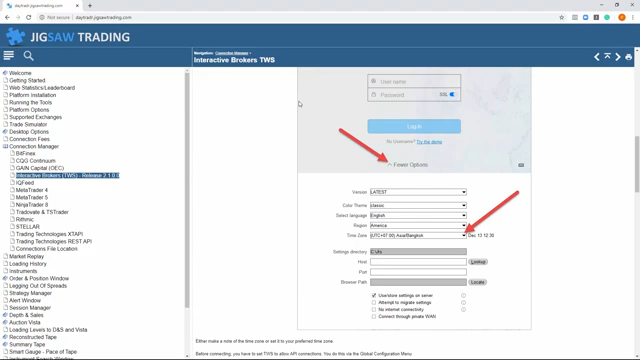 daytradr.jigsawtrading.com
Not secure | daytradr.jigsawtrading.com
JIGSAW TRADING
Navigation: Connection Manager >
Interactive Brokers TWS
Welcome
Getting Started
Web Statistics/Leaderboard
Platform Installation
Running the Tools
Platform Options
Supported Exchanges
Trade Simulator
Desktop Options
Connection Fees
Connection Manager
BitFinex
CQG Continuum
GAIN Capital (OEC)
Interactive Brokers (TWS) - Release 2.1.0.0
IQFeed
MetaTrader 4
MetaTrader 5
NinjaTrader 8
Tradovate & TSTrader
Rithmic
STELLAR
Trading Technologies XTAPI
Trading Technologies REST API
Connections File Location
Market Replay
Loading History
Instruments
Order & Position Window
Logging Out Of Spreads
Strategy Manager
Alert Window
Session Manager
Depth & Sales
Auction Vista
Loading Levels to D&S and Vista
Reconstructed Tape
Summary Tape
Smart Gauge - Pace of Tape
Instrument Search Window
User name
Password
SSL
Log In
No Username? Try the demo
Fewer Options
Version LATEST
Color Theme classic
Select language English
Region America
Time Zone (UTC+07:00) Asia/Bangkok Dec 13 12:30
Settings directory C:\Jts
Host Lookup
Port
Browser Path Locate
Use/store settings on server
Attempt to migrate settings
No internet connectivity
Connect through private WAN
Either make a note of the time zone or set it to your preferred time zone.
Before connecting, you have to set TWS to allow API connections. You do this via the Global Configuration Menu